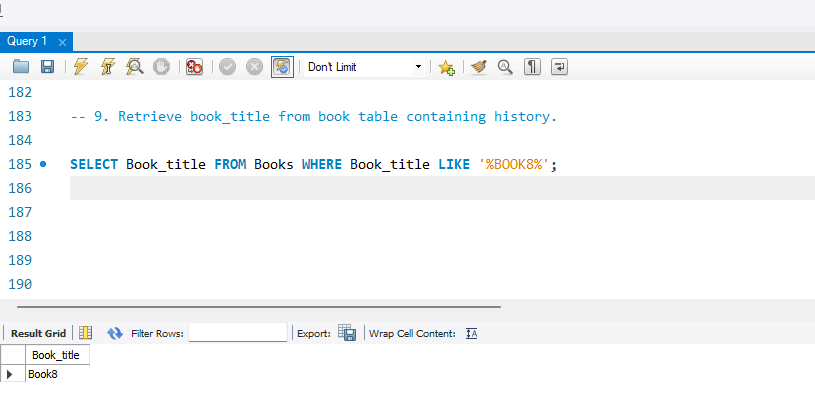 Query 1
Don't Limit
182
183 -- 9. Retrieve book_title from book table containing history.
184
185 SELECT Book_title FROM Books WHERE Book_title LIKE '%BOOK8%';
186
187
188
189
190
Result Grid Filter Rows: Export: Wrap Cell Content:
Book_title
Book8